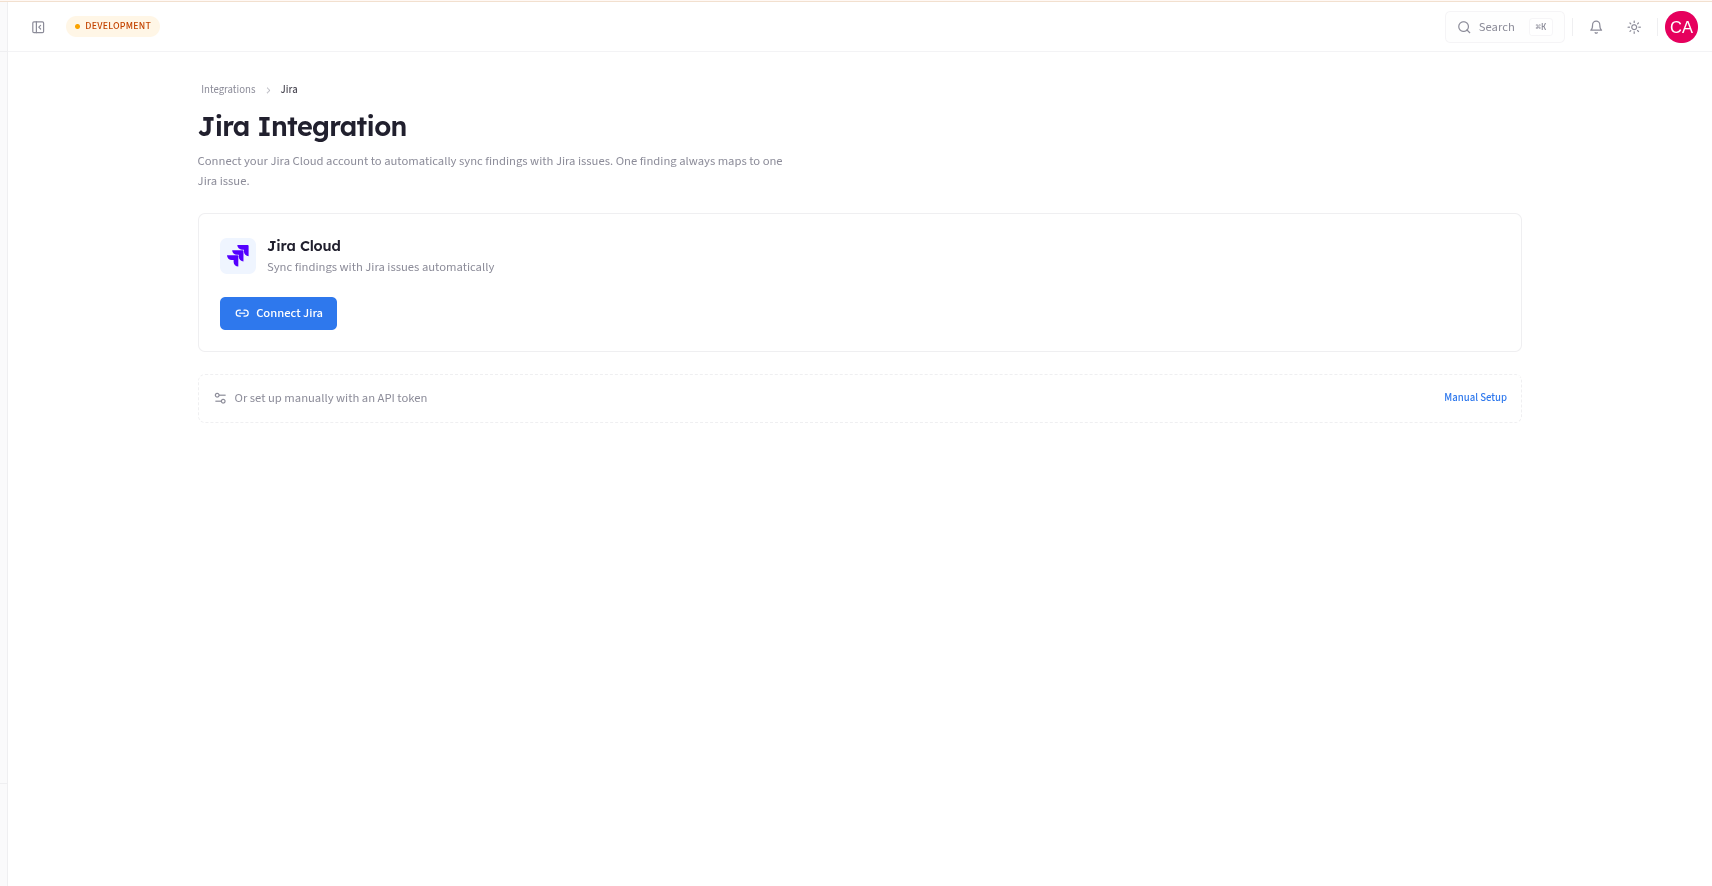 DEVELOPMENT
Search ⌘K
CA
Integrations › Jira
Jira Integration
Connect your Jira Cloud account to automatically sync findings with Jira issues. One finding always maps to one
Jira issue.
Jira Cloud
Sync findings with Jira issues automatically
Connect Jira
Or set up manually with an API token
Manual Setup